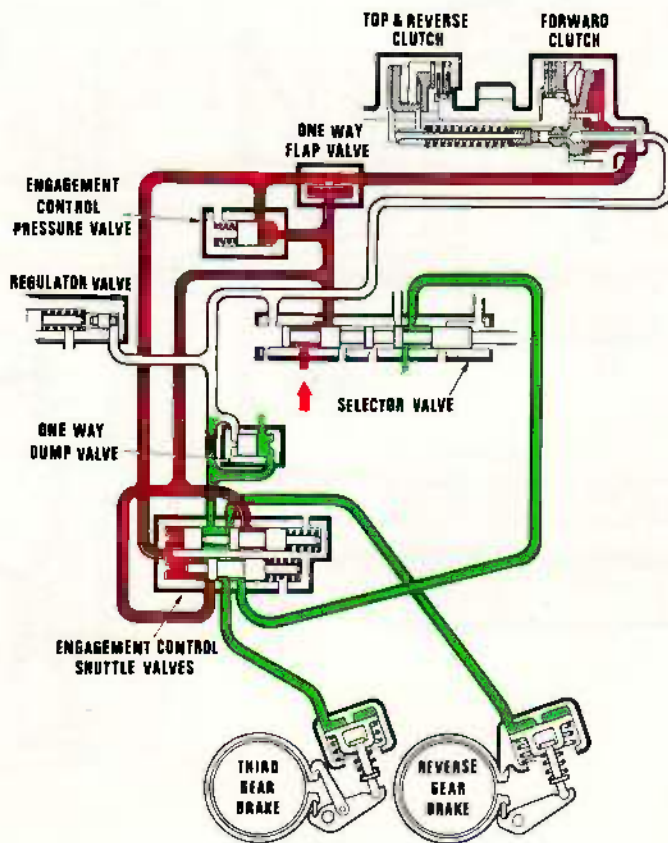 TOP & REVERSE
CLUTCH
FORWARD
CLUTCH
ONE WAY
FLAP VALVE
ENGAGEMENT
CONTROL
PRESSURE VALVE
REGULATOR VALVE
SELECTOR VALVE
ONE WAY
DUMP VALVE
ENGAGEMENT CONTROL
SHUTTLE VALVES
THIRD
GEAR
BRAKE
REVERSE
GEAR
BRAKE